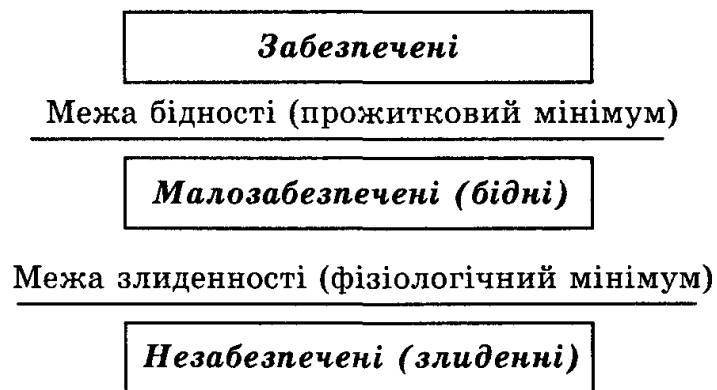 Забезпечені
Межа бідності (прожитковий мінімум)
Малозабезпечені (бідні)
Межа злиденності (фізіологічний мінімум)
Незабезпечені (злиденні)